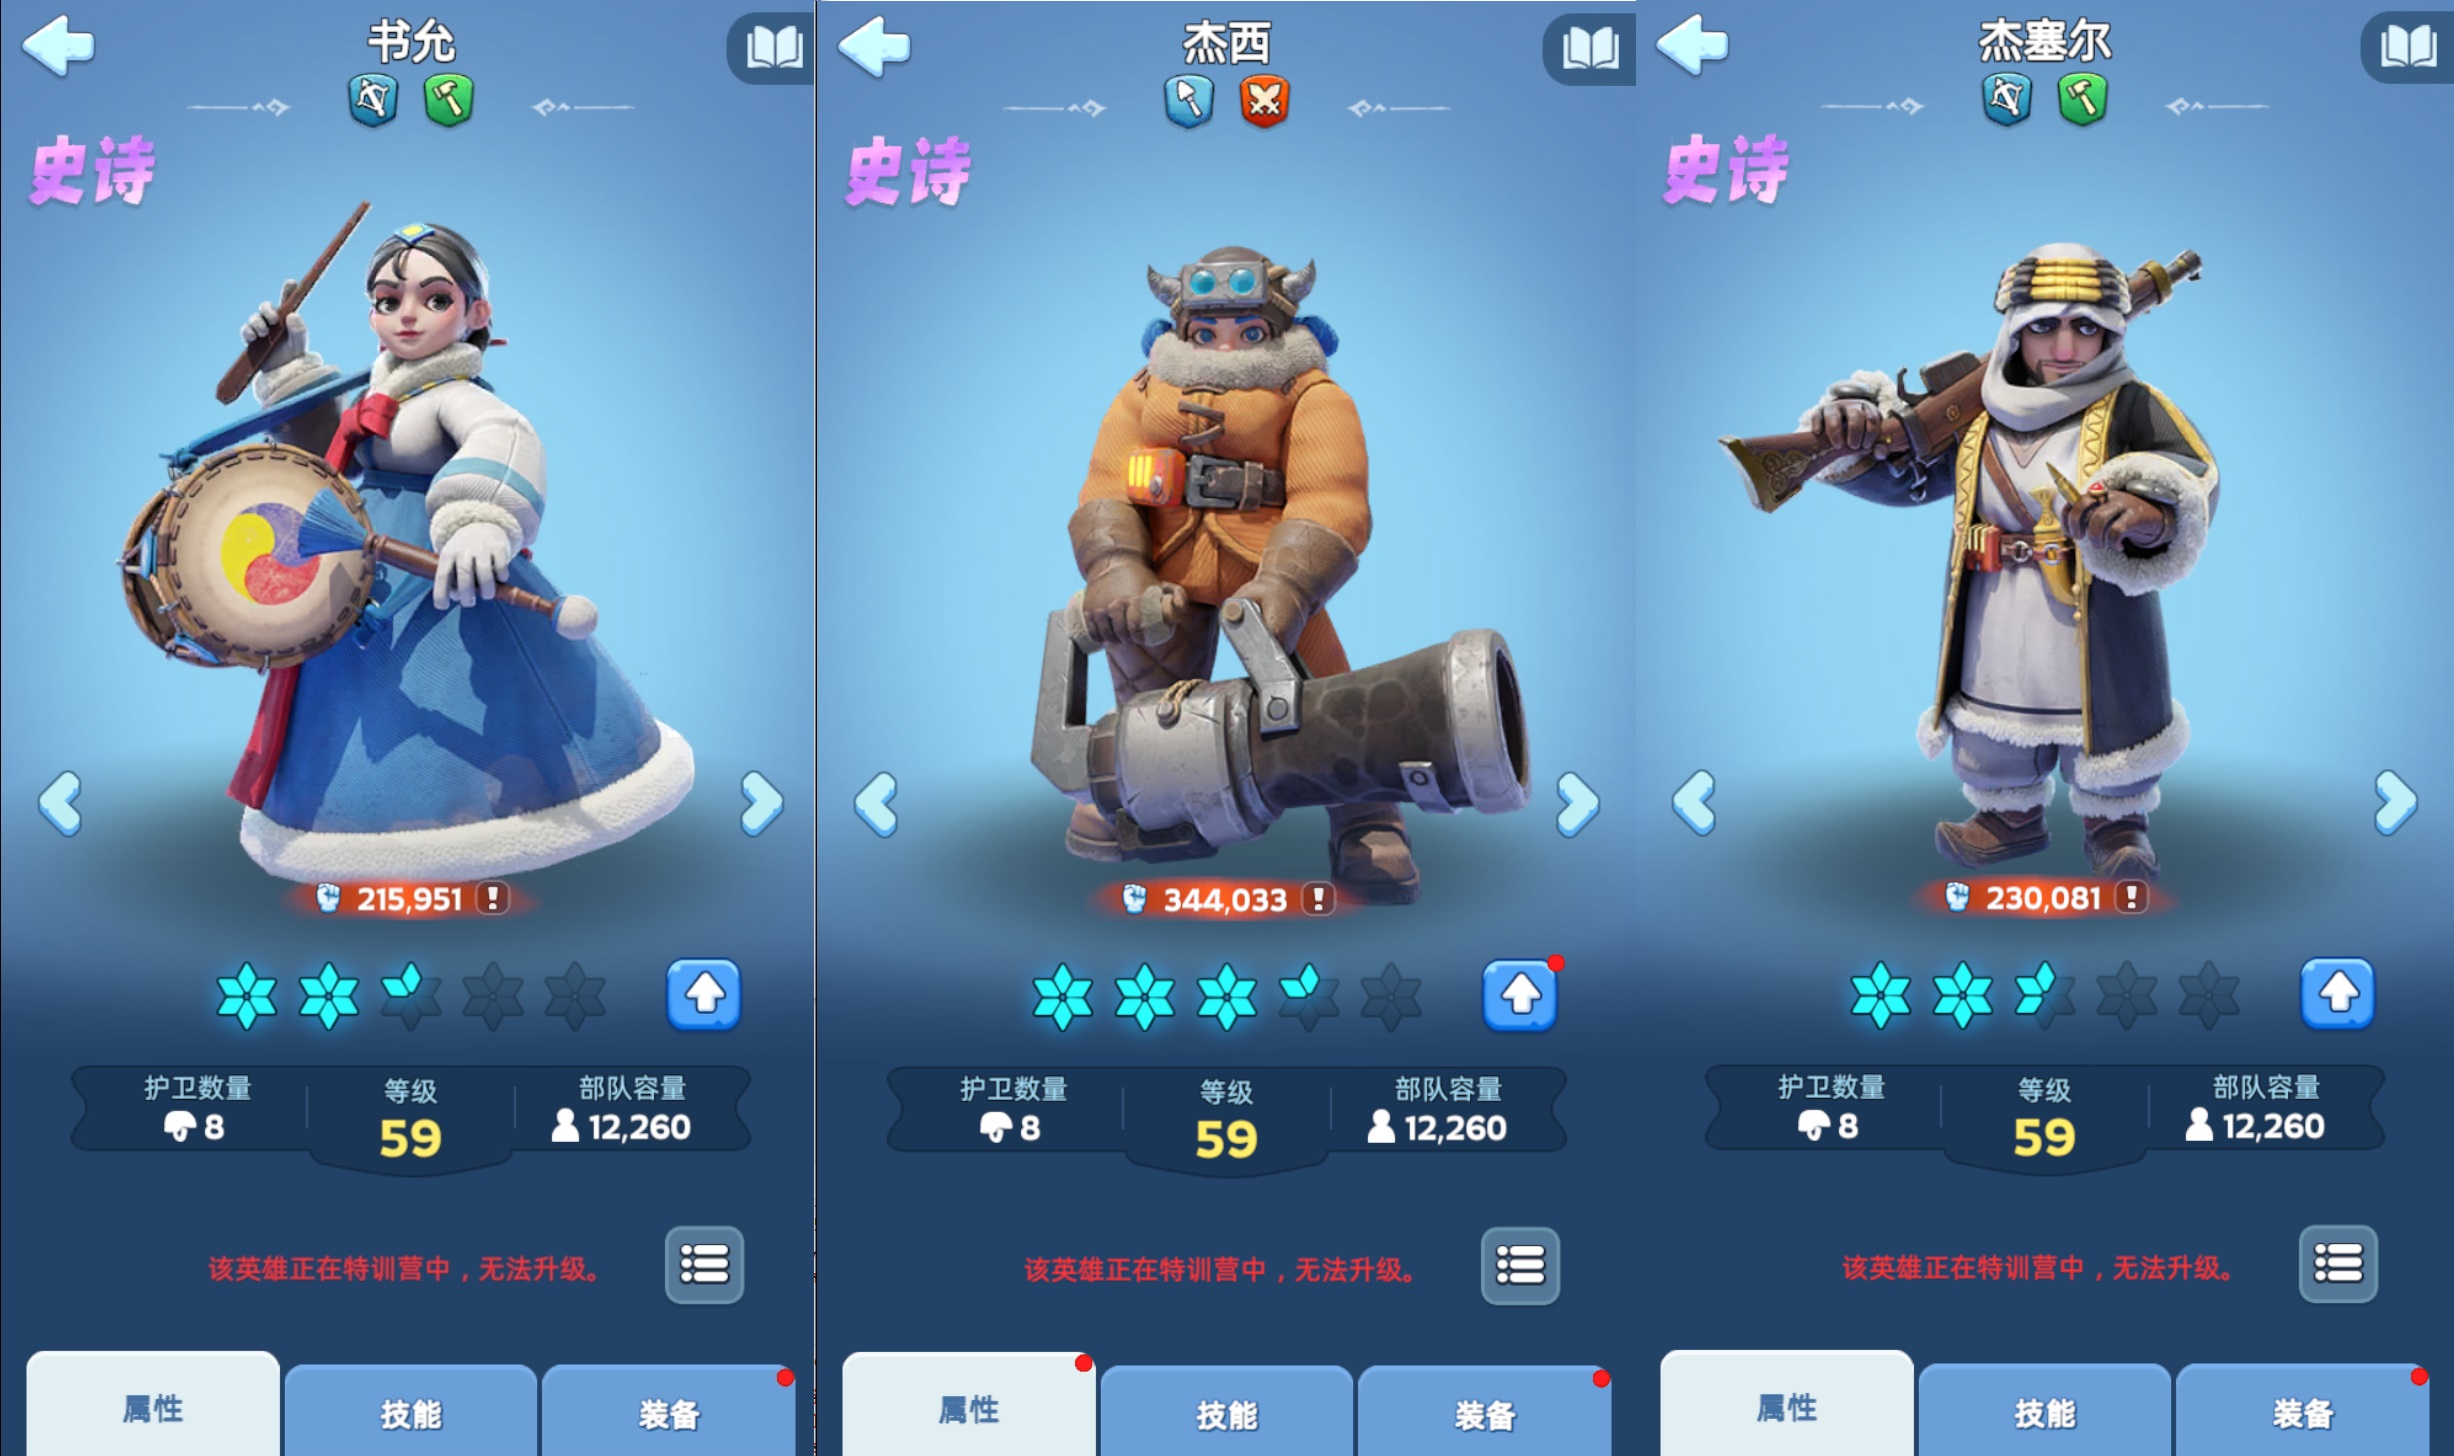 书允
史诗
215,951
护卫数量
8
等级
59
部队容量
12,260
该英雄正在特训营中，无法升级。
属性
技能
装备
杰西
史诗
344,033
护卫数量
8
等级
59
部队容量
12,260
该英雄正在特训营中，无法升级。
属性
技能
装备
杰塞尔
史诗
230,081
护卫数量
8
等级
59
部队容量
12,260
该英雄正在特训营中，无法升级。
属性
技能
装备